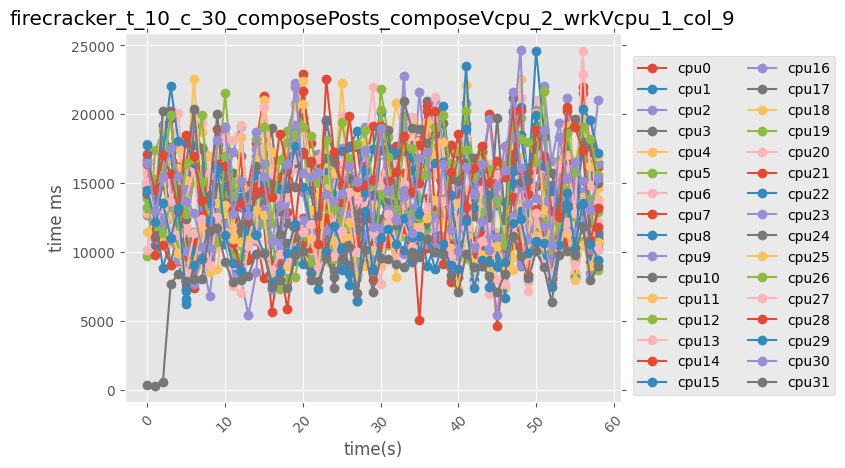 firecracker_t_10_c_30_composePosts_composeVcpu_2_wrkVcpu_1_col_9
time ms
25000
20000
15000
10000
5000
0
0
10
20
30
40
50
60
time(s)
cpu0
cpu1
cpu2
cpu3
cpu4
cpu5
cpu6
cpu7
cpu8
cpu9
cpu10
cpu11
cpu12
cpu13
cpu14
cpu15
cpu16
cpu17
cpu18
cpu19
cpu20
cpu21
cpu22
cpu23
cpu24
cpu25
cpu26
cpu27
cpu28
cpu29
cpu30
cpu31